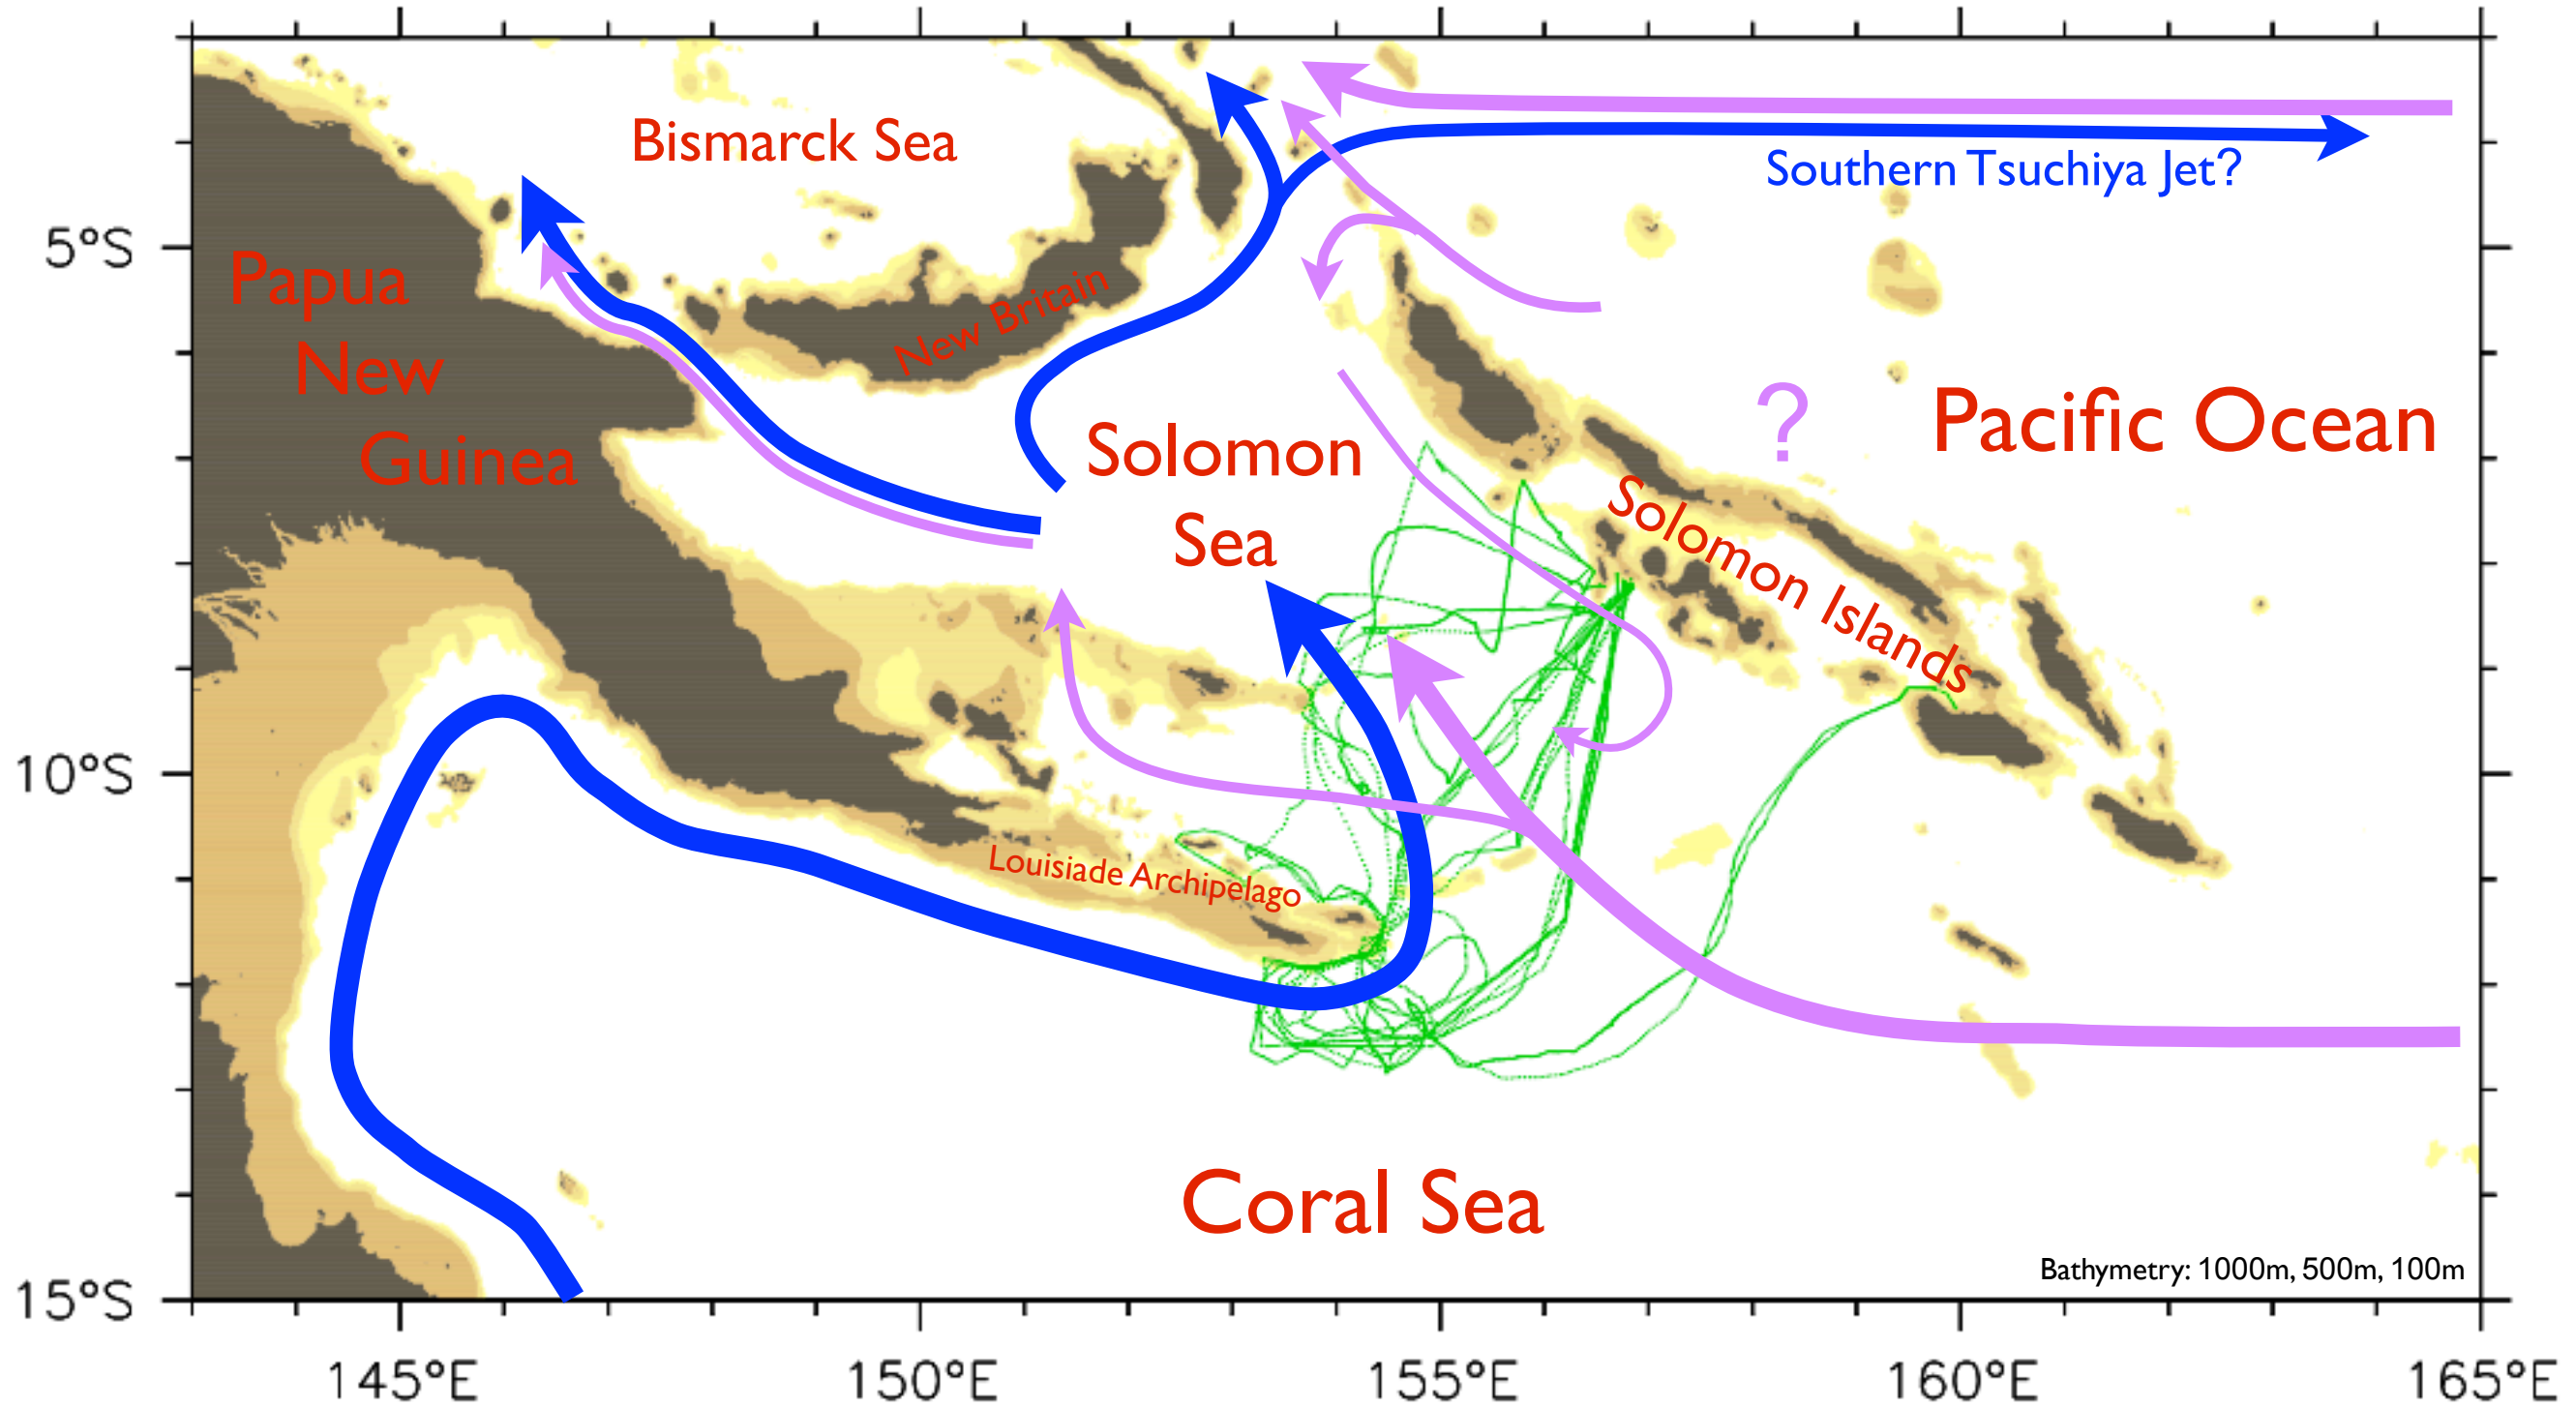 Bismarck Sea
Southern Tsuchiya Jet?
5°S
Papua
New
Guinea
New Britain
?
Pacific Ocean
Solomon
Sea
Solomon Islands
10°S
Louisiade Archipelago
Coral Sea
Bathymetry: 1000m, 500m, 100m
15°S
145°E
150°E
155°E
160°E
165°E